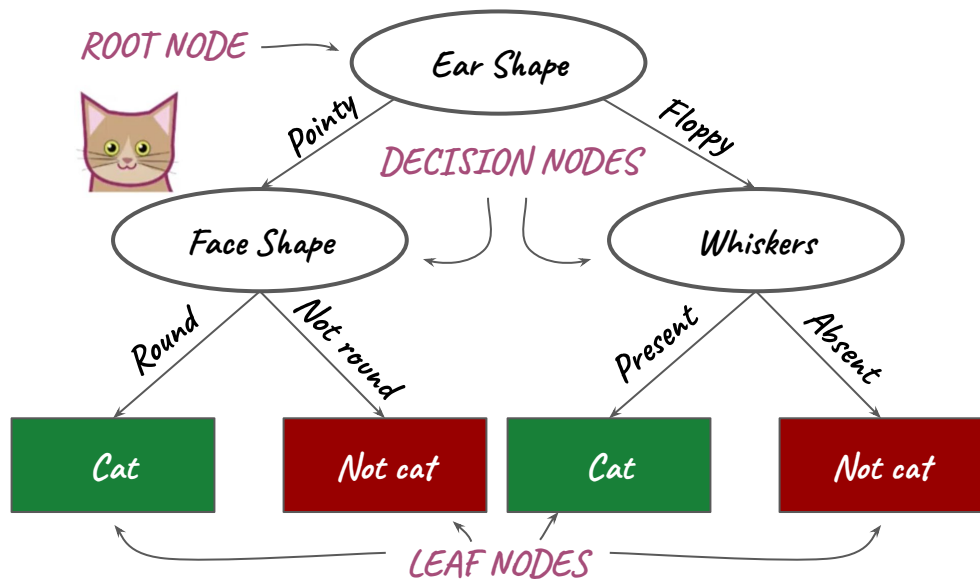 ROOT NODE
Ear Shape
Pointy
Floppy
DECISION NODES
Face Shape
Whiskers
Round
Not round
Present
Absent
Cat
Not cat
Cat
Not cat
LEAF NODES